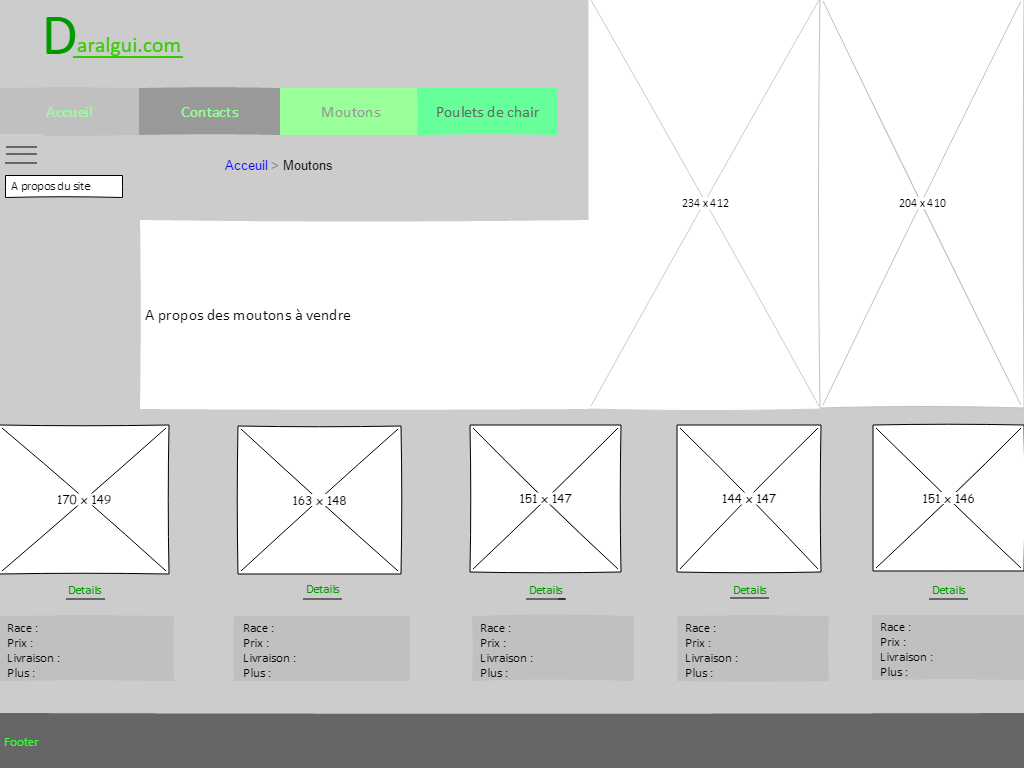 Daralgui.com
Accueil Contacts Moutons Poulets de chair
Acceuil > Moutons
A propos du site
234 x 412 204 x 410
A propos des moutons à vendre
170 x 149 163 x 148 151 x 147 144 x 147 151 x 146
Details Details Details Details Details
Race : Race : Race : Race : Race :
Prix : Prix : Prix : Prix : Prix :
Livraison : Livraison : Livraison : Livraison : Livraison :
Plus : Plus : Plus : Plus : Plus :
Footer